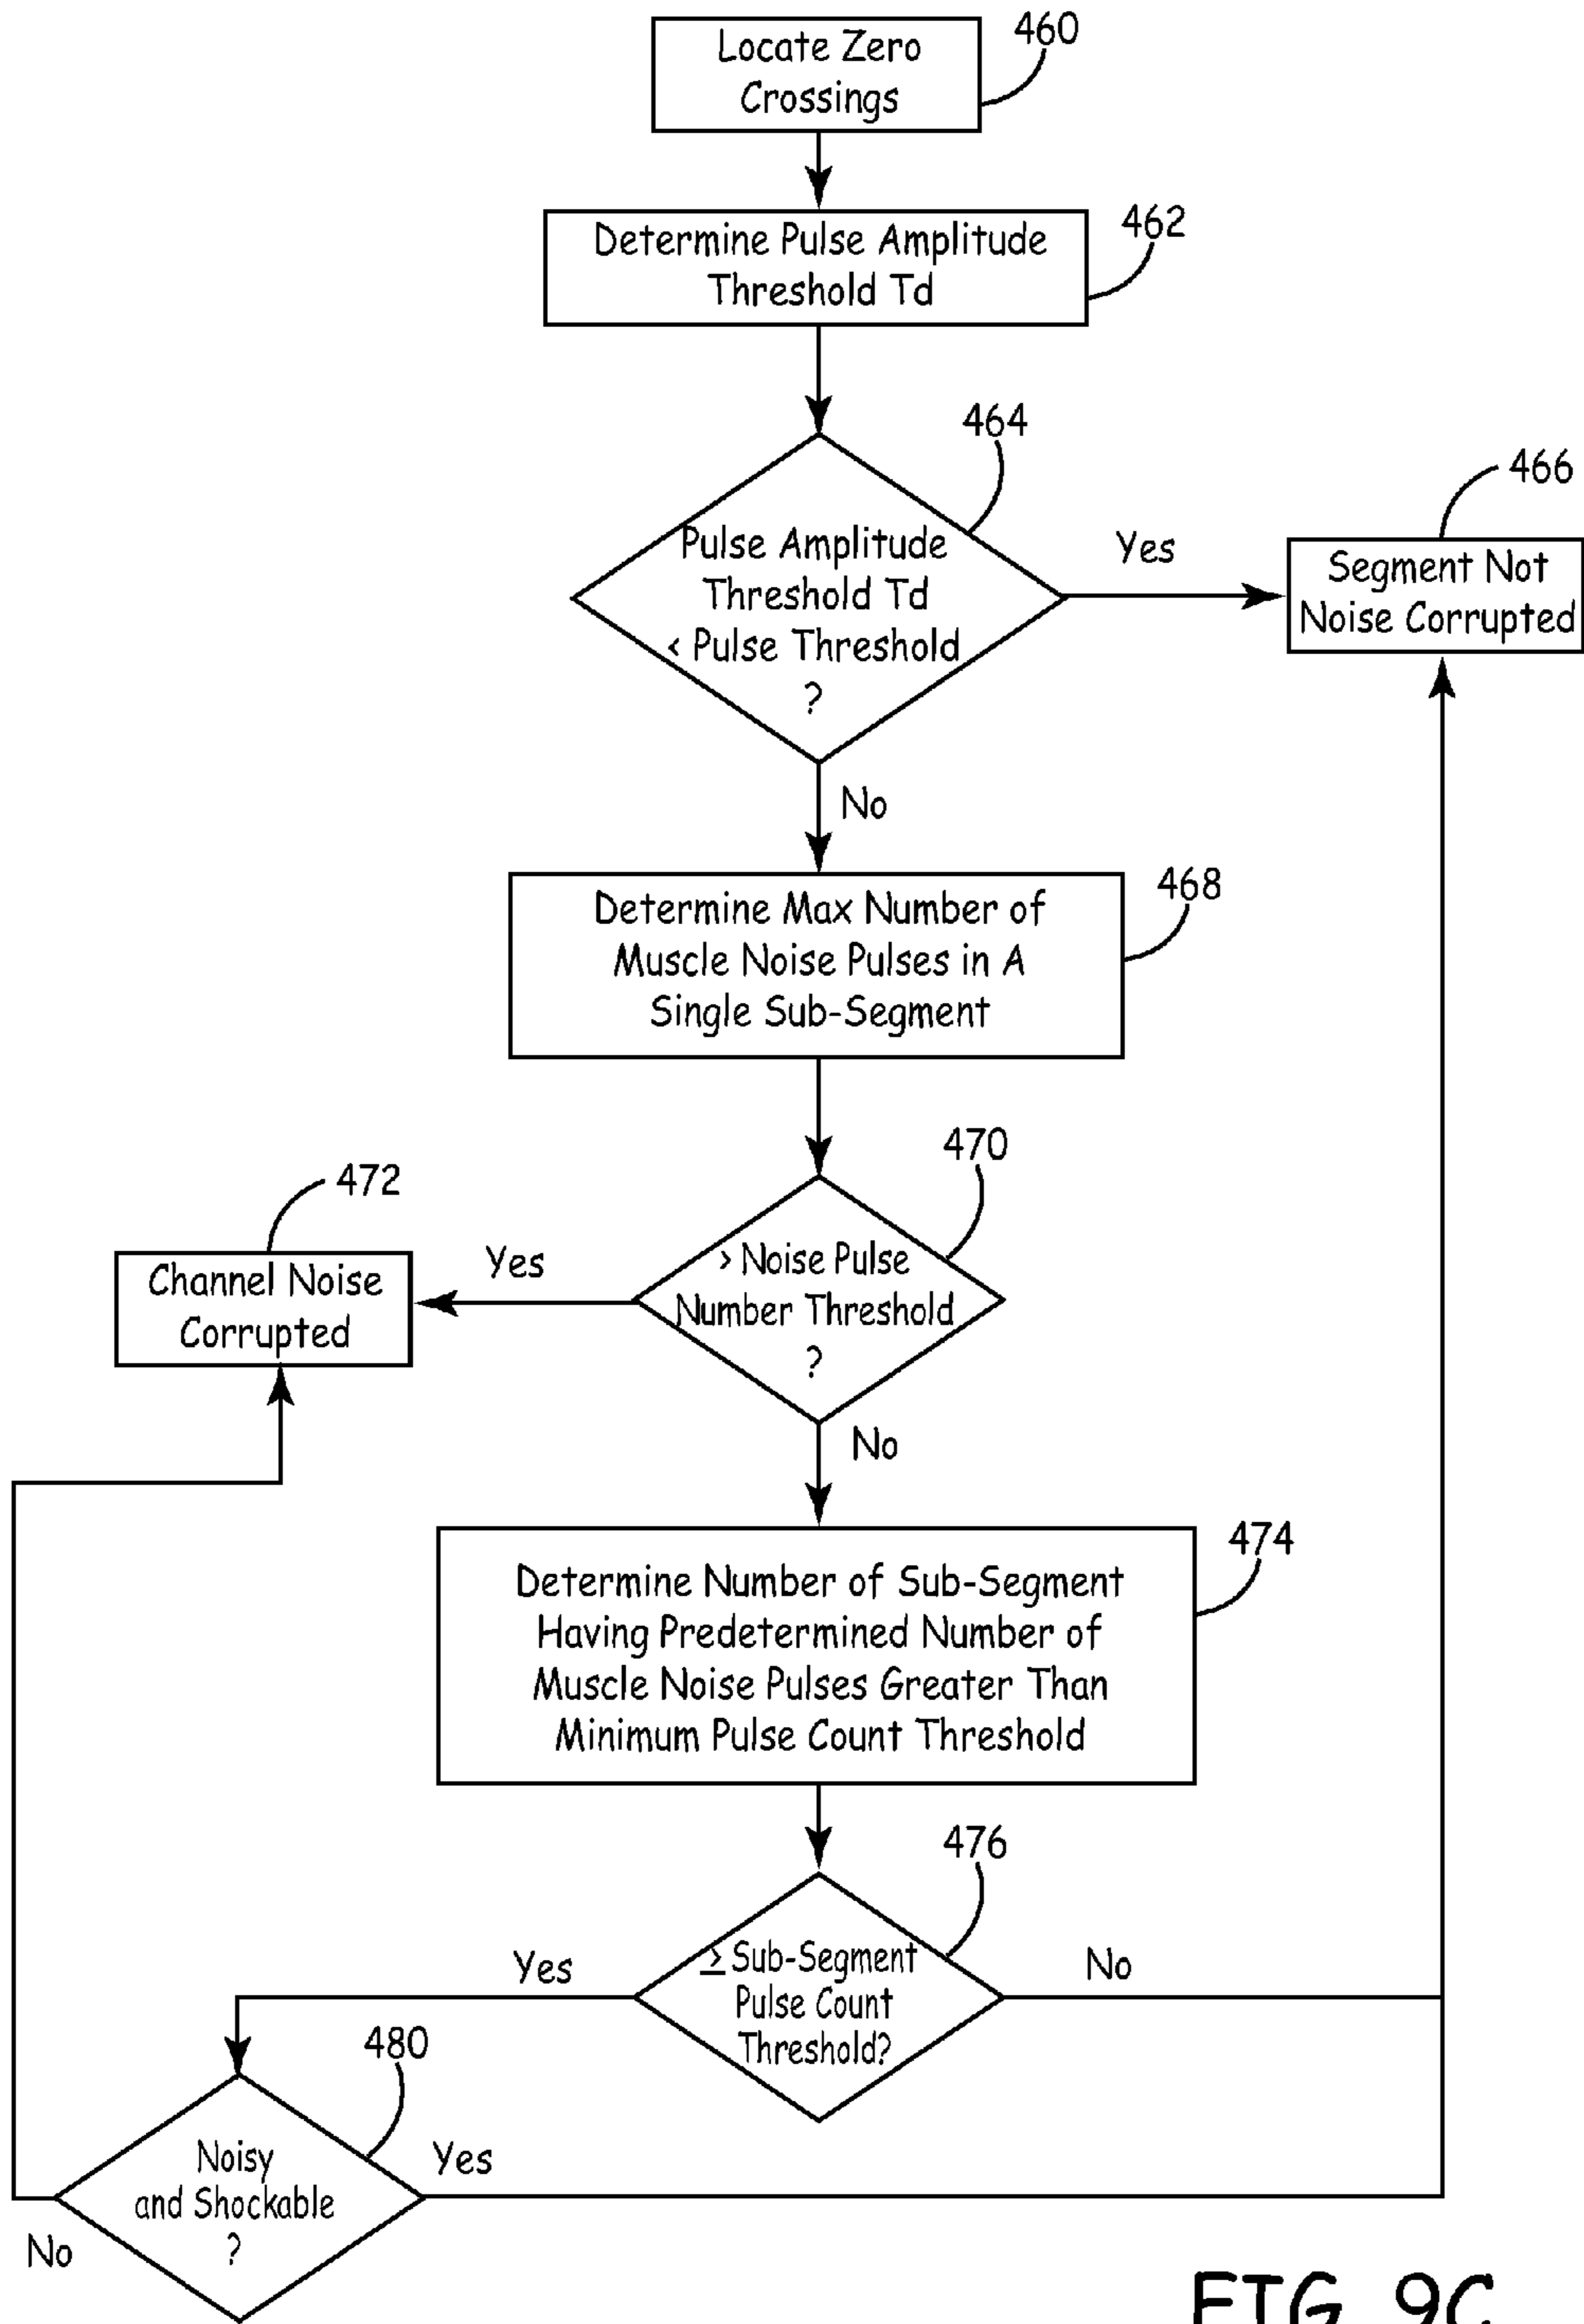 Locate Zero
Crossings
460
Determine Pulse Amplitude
Threshold Td
462
464
Pulse Amplitude
Threshold Td
< Pulse Threshold
?
Yes
466
Segment Not
Noise Corrupted
No
468
Determine Max Number of
Muscle Noise Pulses in A
Single Sub-Segment
470
472
> Noise Pulse
Number Threshold
?
Yes
Channel Noise
Corrupted
No
474
Determine Number of Sub-Segment
Having Predetermined Number of
Muscle Noise Pulses Greater Than
Minimum Pulse Count Threshold
476
≥ Sub-Segment
Pulse Count
Threshold?
Yes
No
480
Noisy
and Shockable
?
Yes
No
FIG. 9C